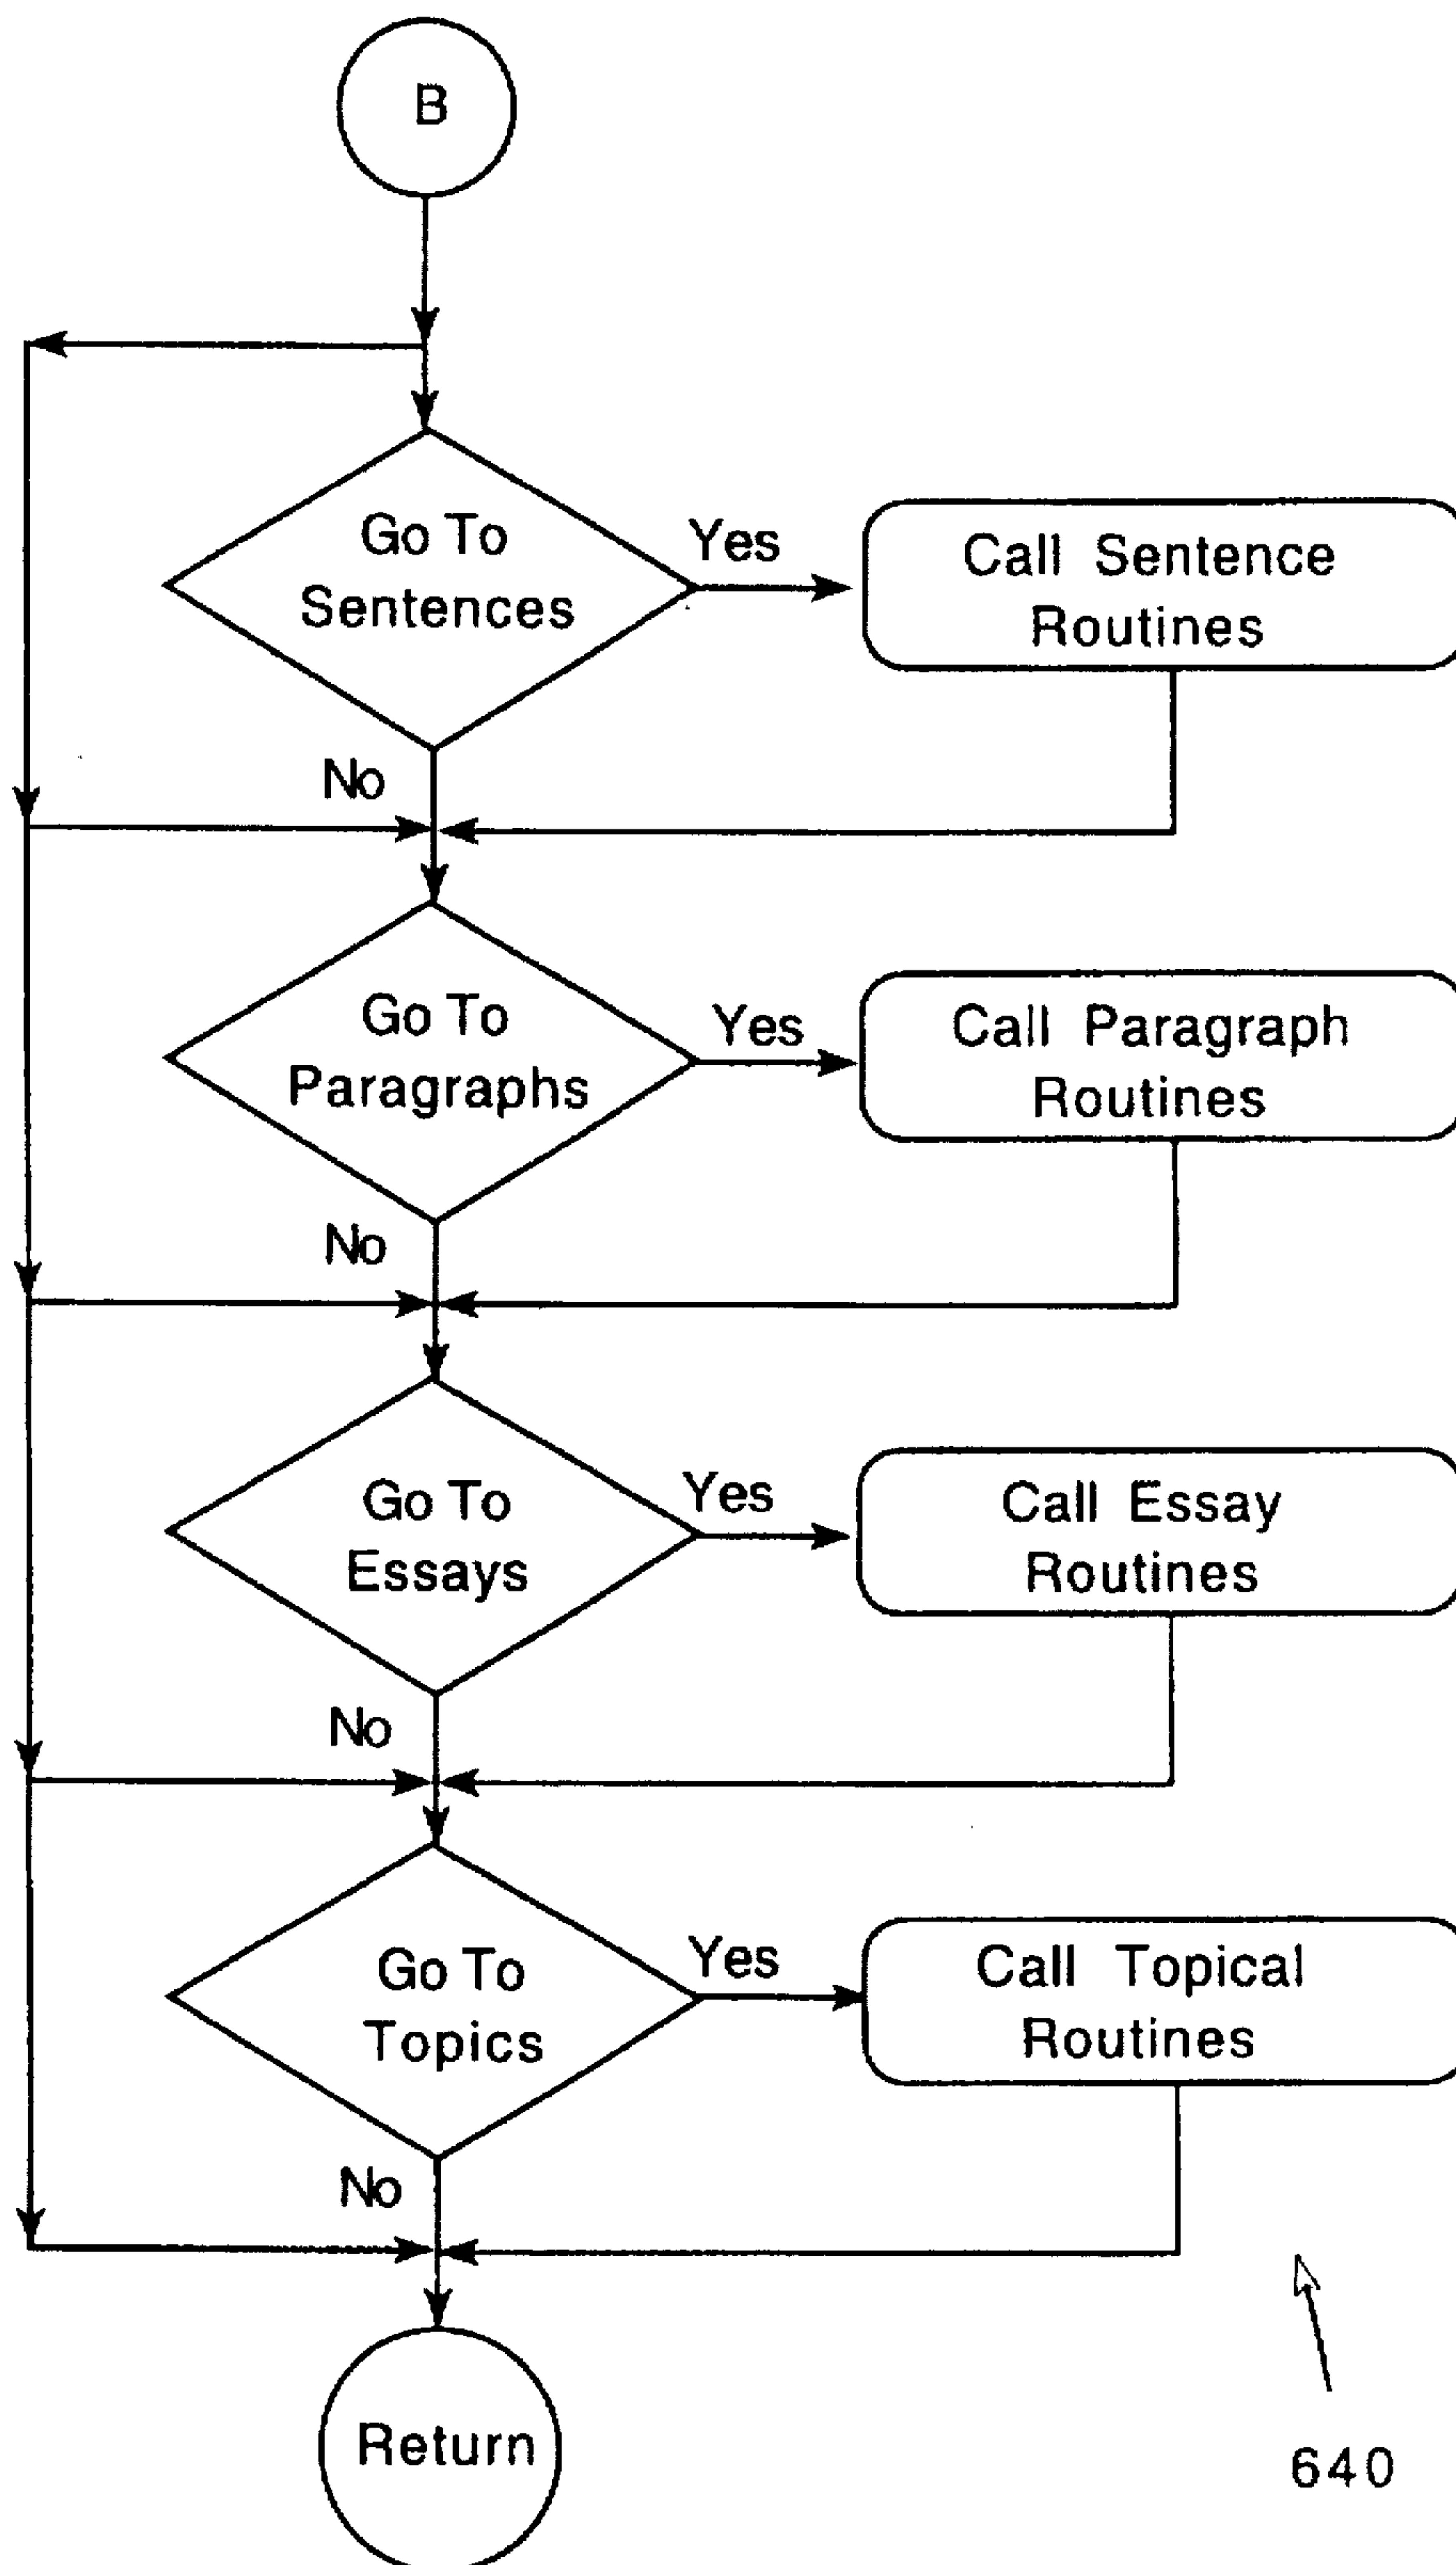 B
Go To
Sentences
Yes
Call Sentence
Routines
No
Go To
Paragraphs
Yes
Call Paragraph
Routines
No
Go To
Essays
Yes
Call Essay
Routines
No
Go To
Topics
Yes
Call Topical
Routines
No
Return
640